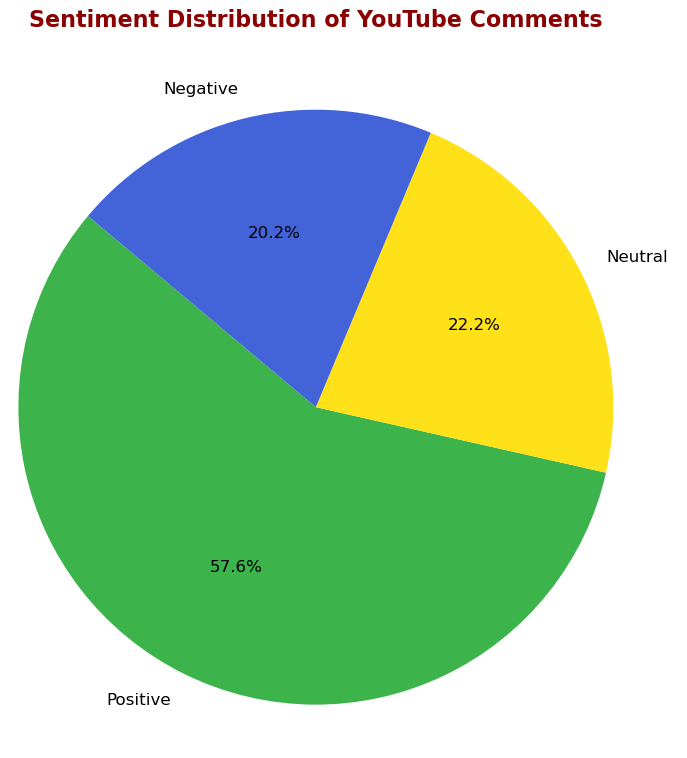 Sentiment Distribution of YouTube Comments
Negative
20.2%
Neutral
22.2%
57.6%
Positive